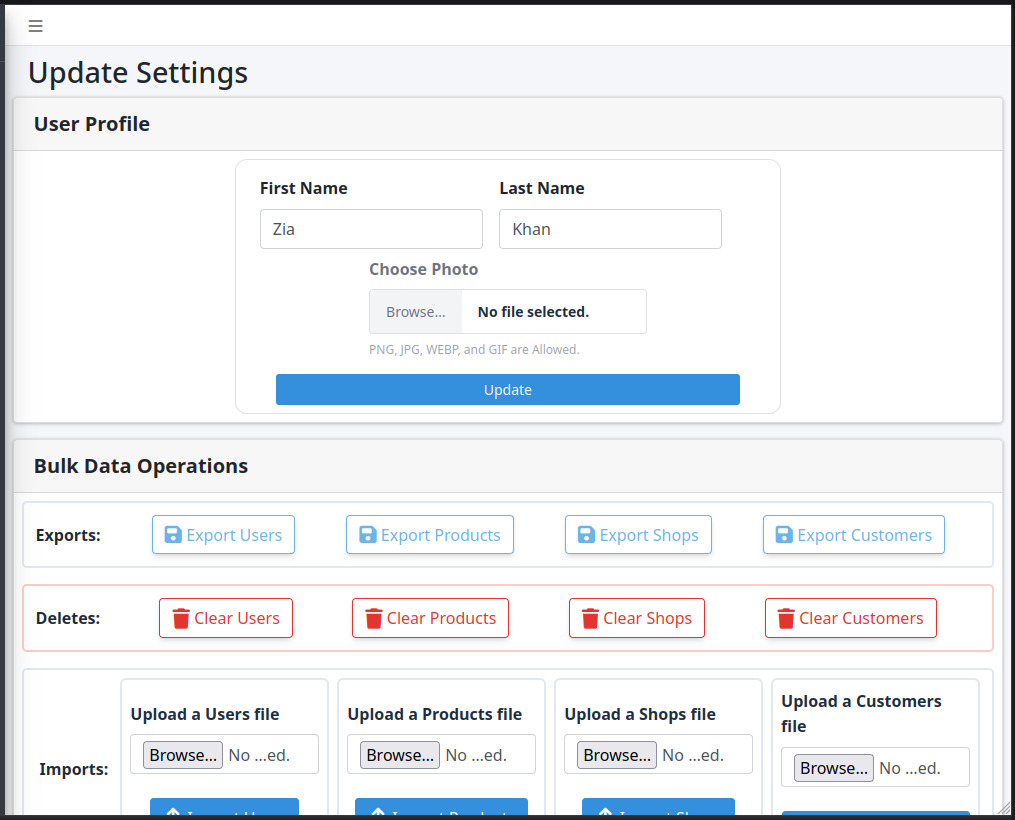 Update Settings
User Profile
First Name Last Name
Zia Khan
Choose Photo
Browse... No file selected.
PNG, JPG, WEBP, and GIF are Allowed.
Update
Bulk Data Operations
Exports: Export Users Export Products Export Shops Export Customers
Deletes: Clear Users Clear Products Clear Shops Clear Customers
Upload a Users file Upload a Products file Upload a Shops file Upload a Customers
file
Browse... No ...ed. Browse... No ...ed. Browse... No ...ed. Browse... No ...ed.
Imports: